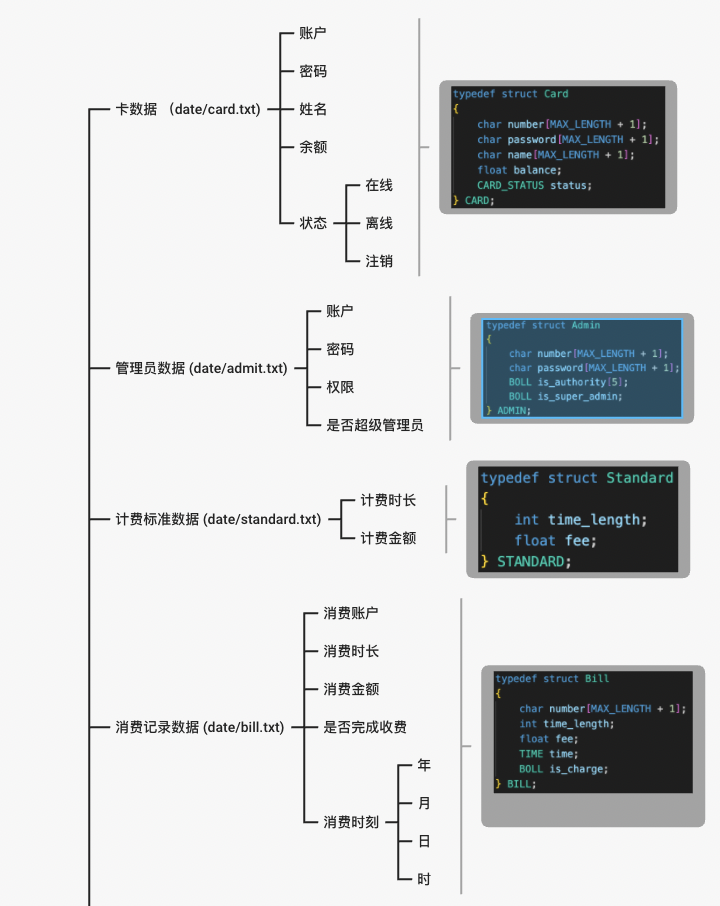 卡数据 （date/card.txt)
账户
密码
姓名
余额
状态
在线
离线
注销
typedef struct Card
{
char number[MAX_LENGTH + 1];
char password[MAX_LENGTH + 1];
char name[MAX_LENGTH + 1];
float balance;
CARD_STATUS status;
} CARD;
管理员数据 (date/admit.txt)
账户
密码
权限
是否超级管理员
typedef struct Admin
{
char number[MAX_LENGTH + 1];
char password[MAX_LENGTH + 1];
BOLL is_authority[5];
BOLL is_super_admin;
} ADMIN;
计费标准数据 (date/standard.txt)
计费时长
计费金额
typedef struct Standard
{
int time_length;
float fee;
} STANDARD;
消费记录数据 (date/bill.txt)
消费账户
消费时长
消费金额
是否完成收费
消费时刻
年
月
日
时
typedef struct Bill
{
char number[MAX_LENGTH + 1];
int time_length;
float fee;
TIME time;
BOLL is_charge;
} BILL;